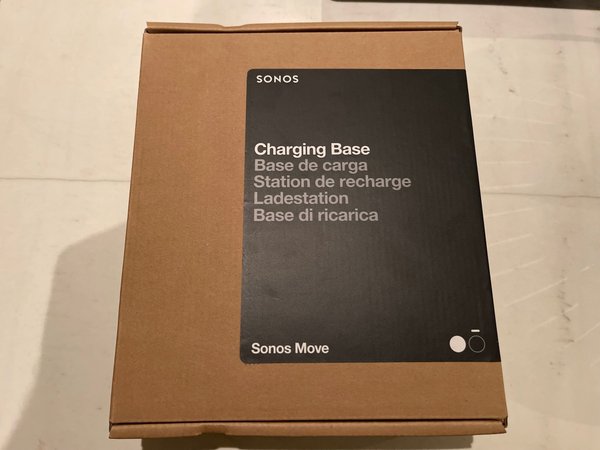 SONOS
Charging Base
Base de carga
Station de recharge
Ladestation
Base di ricarica
Sonos Move